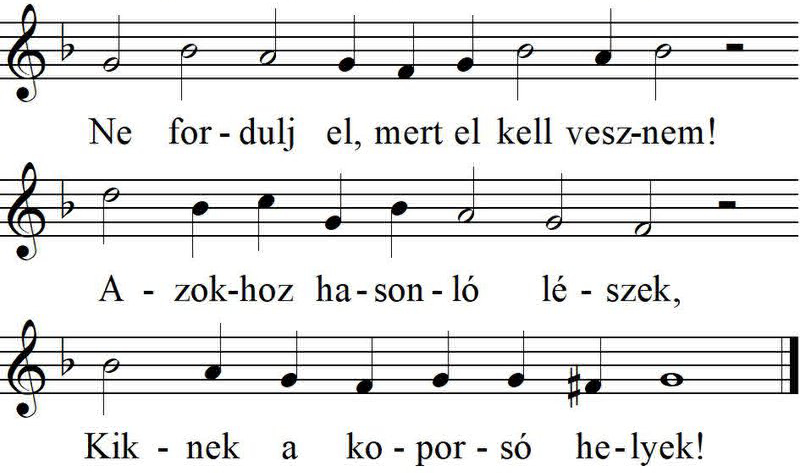 Ne for - dulj el, mert el kell vesz-nem!
A - zok-hoz ha - son - ló lé - szek,
Kik - nek a ko - por - só he - lyek!